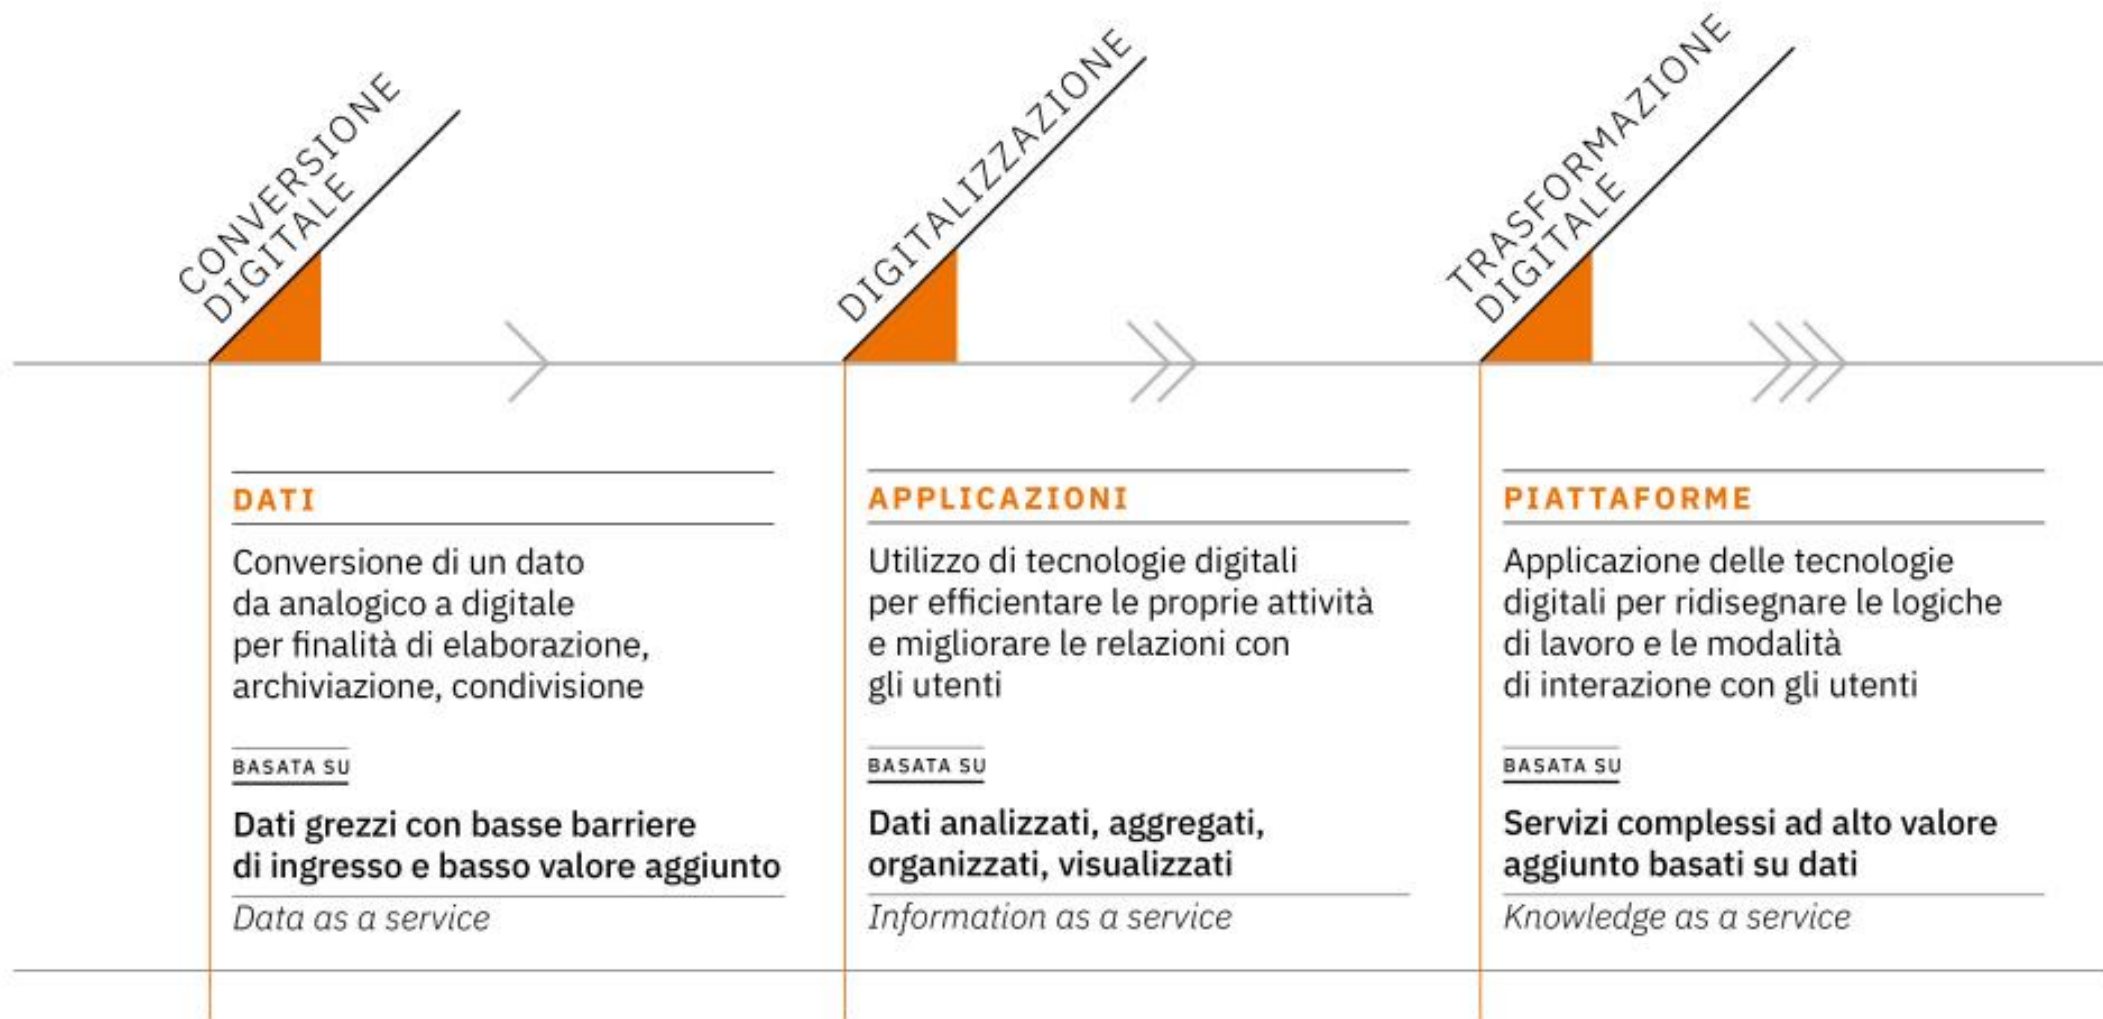 CONVERSIONE
DIGITALE
DIGITALIZZAZIONE
TRASFORMAZIONE
DIGITALE
DATI
Conversione di un dato
da analogico a digitale
per finalità di elaborazione,
archiviazione, condivisione
BASATA SU
Dati grezzi con basse barriere
di ingresso e basso valore aggiunto
Data as a service
APPLICAZIONI
Utilizzo di tecnologie digitali
per efficientare le proprie attività
e migliorare le relazioni con
gli utenti
BASATA SU
Dati analizzati, aggregati,
organizzati, visualizzati
Information as a service
PIATTAFORME
Applicazione delle tecnologie
digitali per ridisegnare le logiche
di lavoro e le modalità
di interazione con gli utenti
BASATA SU
Servizi complessi ad alto valore
aggiunto basati su dati
Knowledge as a service